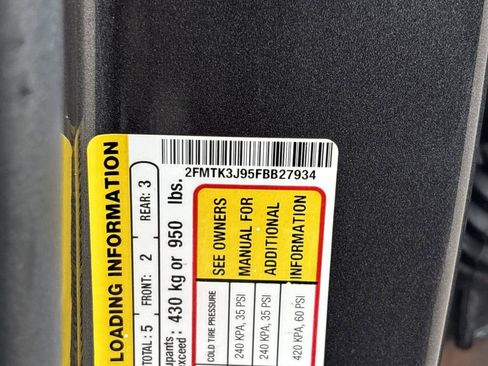 2FMTK3J95FBB27934
LOADING INFORMATION
TOTAL: 5 FRONT: 2 REAR: 3
upants
exceed : 430 kg or 950 lbs.
COLD TIRE PRESSURE
240 KPA, 35 PSI
240 KPA, 35 PSI
420 KPA, 60 PSI
SEE OWNERS
MANUAL FOR
ADDITIONAL
INFORMATION